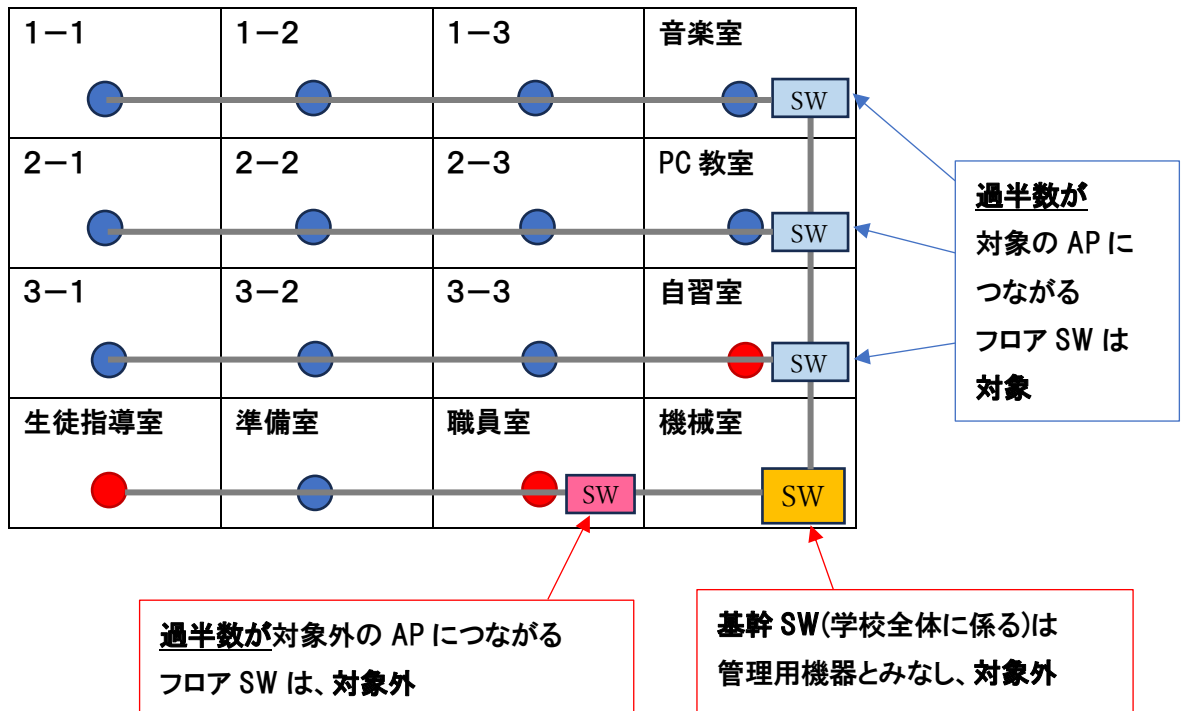 1－1
1－2
1－3
音楽室
SW
2－1
2－2
2－3
PC 教室
SW
過半数が
対象の AP に
つながる
フロア SW は
対象
3－1
3－2
3－3
自習室
SW
生徒指導室
準備室
職員室
機械室
SW
SW
過半数が対象外の AP につながる
フロア SW は、対象外
基幹 SW(学校全体に係る)は
管理用機器とみなし、対象外